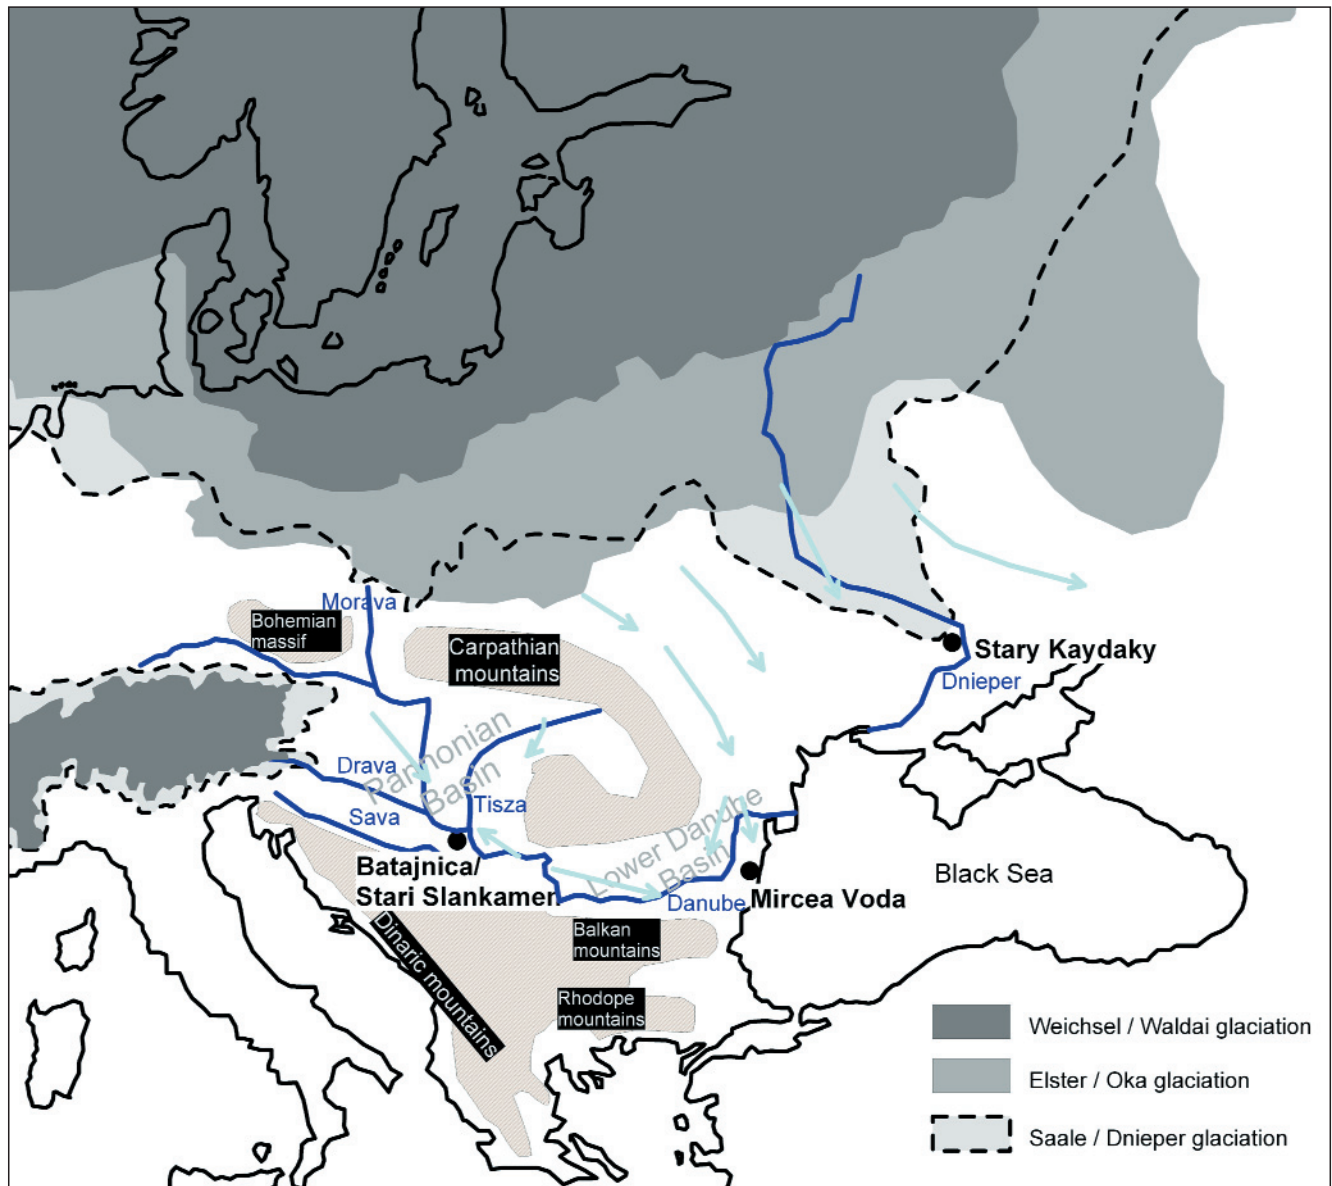 Morava
Bohemian
massif
Carpathian
mountains
Stary Kaydaky
Dnieper
Pannonian
Basin
Drava
Tisza
Sava
Lower Danube
Basin
Batajnica/
Stari Slankamen
Black Sea
Danube
Mircea Voda
Dinaric mountains
Balkan
mountains
Rhodope
mountains
Weichsel / Waldai glaciation
Elster / Oka glaciation
Saale / Dnieper glaciation